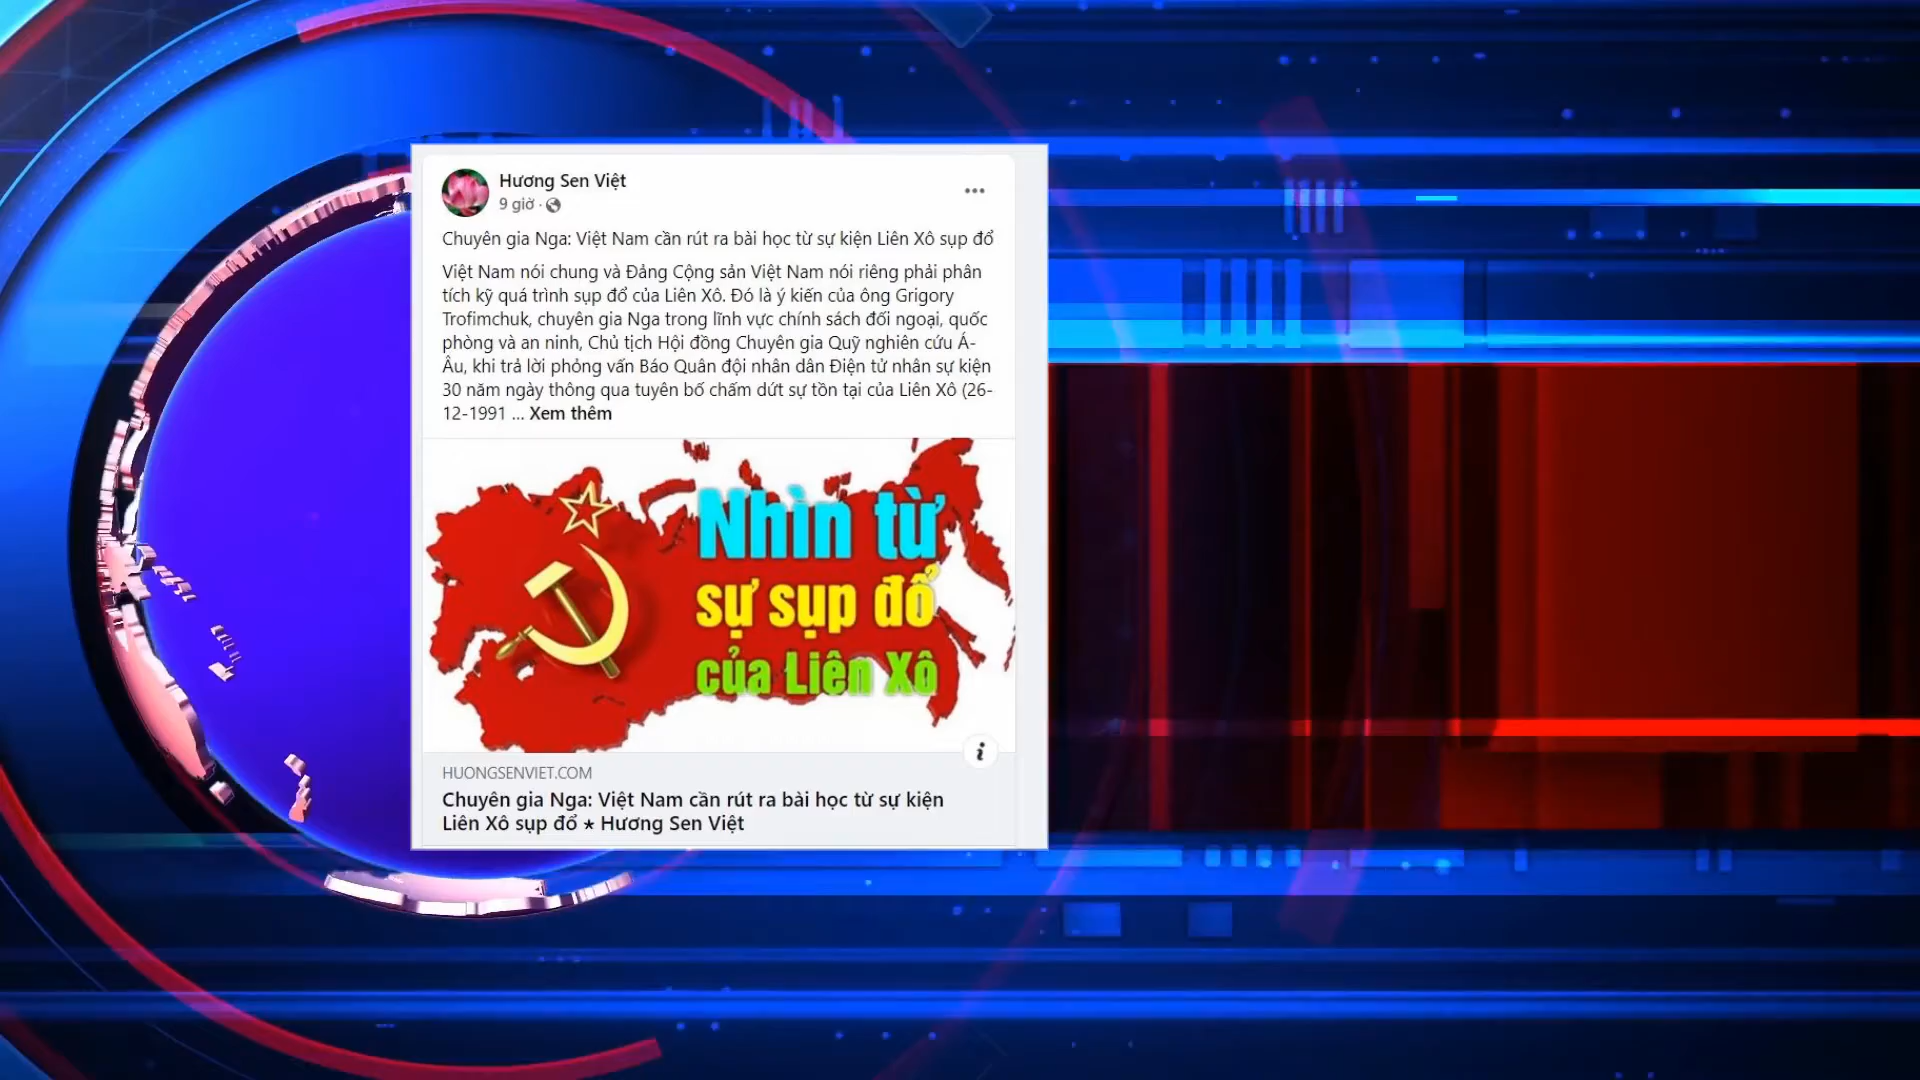 Hương Sen Việt
9 giờ ·
Chuyên gia Nga: Việt Nam cần rút ra bài học từ sự kiện Liên Xô sụp đổ
Việt Nam nói chung và Đảng Cộng sản Việt Nam nói riêng phải phân
tích kỹ quá trình sụp đổ của Liên Xô. Đó là ý kiến của ông Grigory
Trofimchuk, chuyên gia Nga trong lĩnh vực chính sách đối ngoại, quốc
phòng và an ninh, Chủ tịch Hội đồng Chuyên gia Quỹ nghiên cứu Á-
Âu, khi trả lời phỏng vấn Báo Quân đội nhân dân Điện tử nhân sự kiện
30 năm ngày thông qua tuyên bố chấm dứt sự tồn tại của Liên Xô (26-
12-1991 ... Xem thêm
Nhìn từ
sự sụp đổ
của Liên Xô
HUONGSENVIET.COM
Chuyên gia Nga: Việt Nam cần rút ra bài học từ sự kiện
Liên Xô sụp đổ ★ Hương Sen Việt